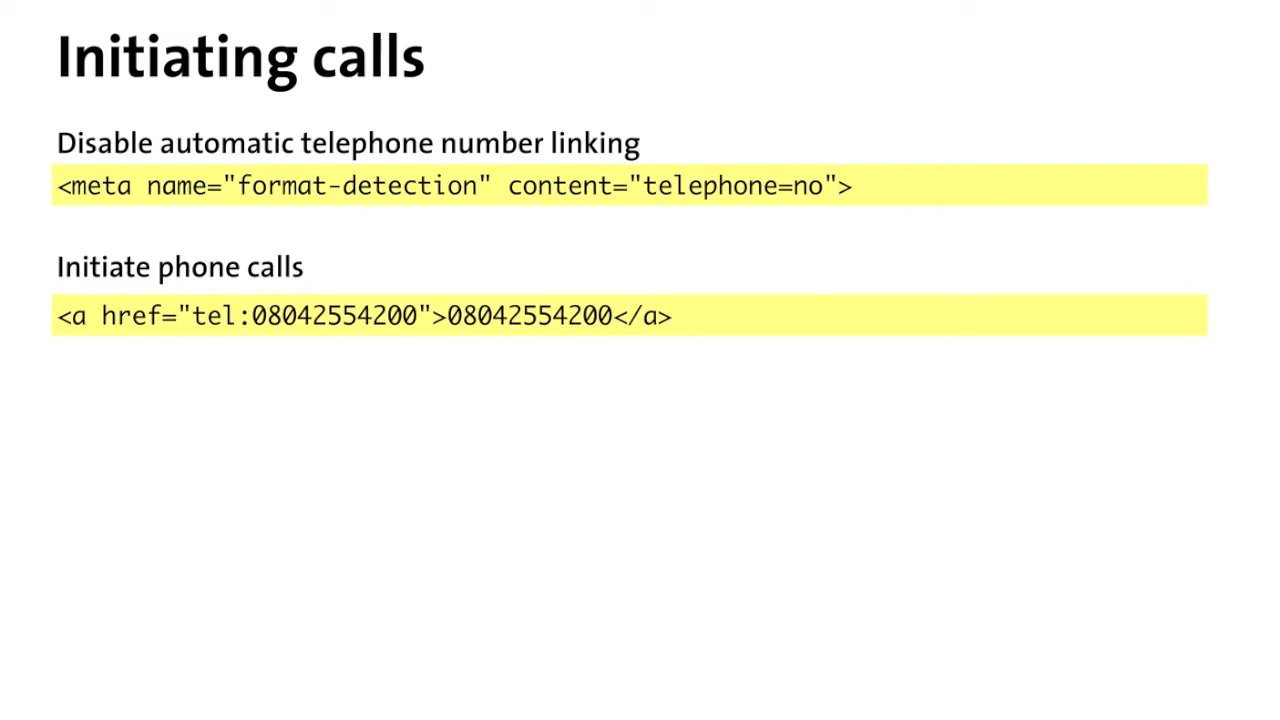 Initiating calls
Disable automatic telephone number linking
<meta name="format-detection" content="telephone=no">
Initiate phone calls
<a href="tel:08042554200">08042554200</a>